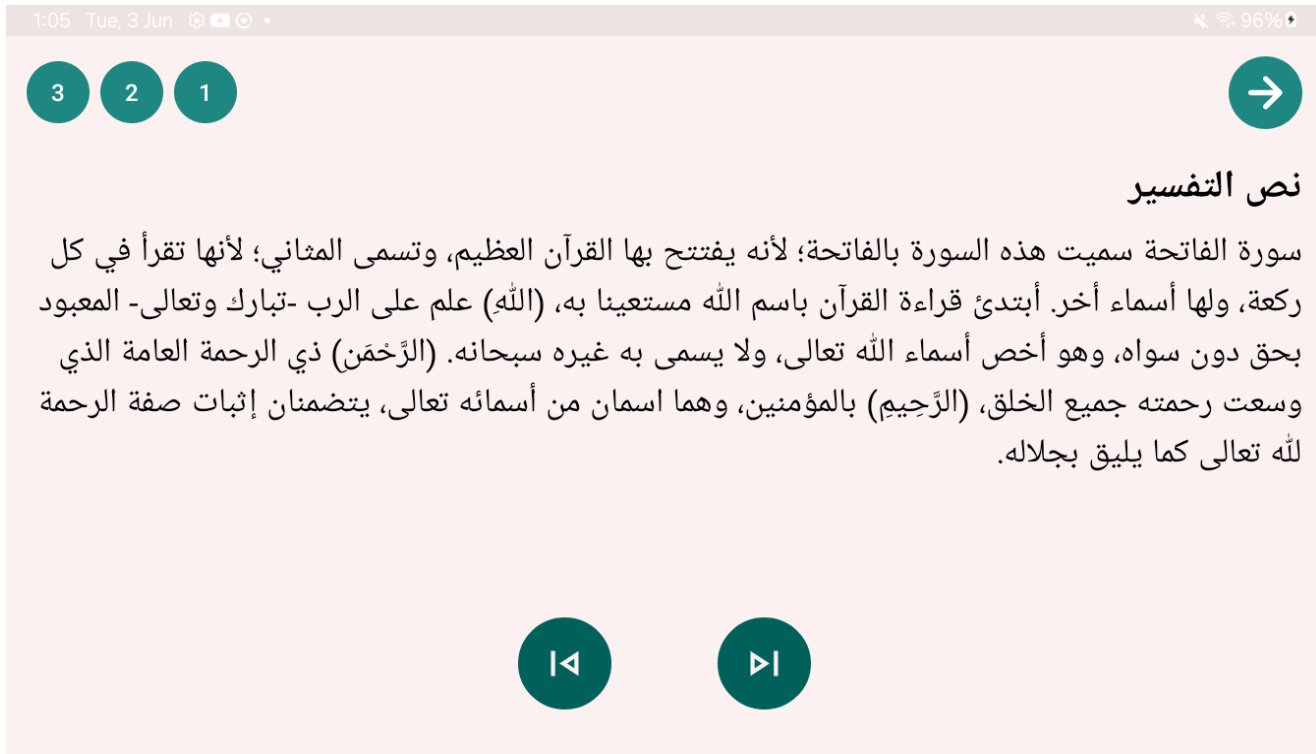 1:05 Tue, 3 Jun
96%
3 2 1
نص التفسير
سورة الفاتحة سميت هذه السورة بالفاتحة؛ لأنه يفتتح بها القرآن العظيم، وتسمى المثاني؛ لأنها تقرأ في كل
ركعة، ولها أسماء أخر. أبتدئ قراءة القرآن باسم الله مستعينا به، (اللهِ) علم على الرب -تبارك وتعالى- المعبود
بحق دون سواه، وهو أخص أسماء الله تعالى، ولا يسمى به غيره سبحانه. (الرَّحْمَنِ) ذي الرحمة العامة الذي
وسعت رحمته جميع الخلق، (الرَّحِيمِ) بالمؤمنين، وهما اسمان من أسمائه تعالى، يتضمنان إثبات صفة الرحمة
لله تعالى كما يليق بجلاله.